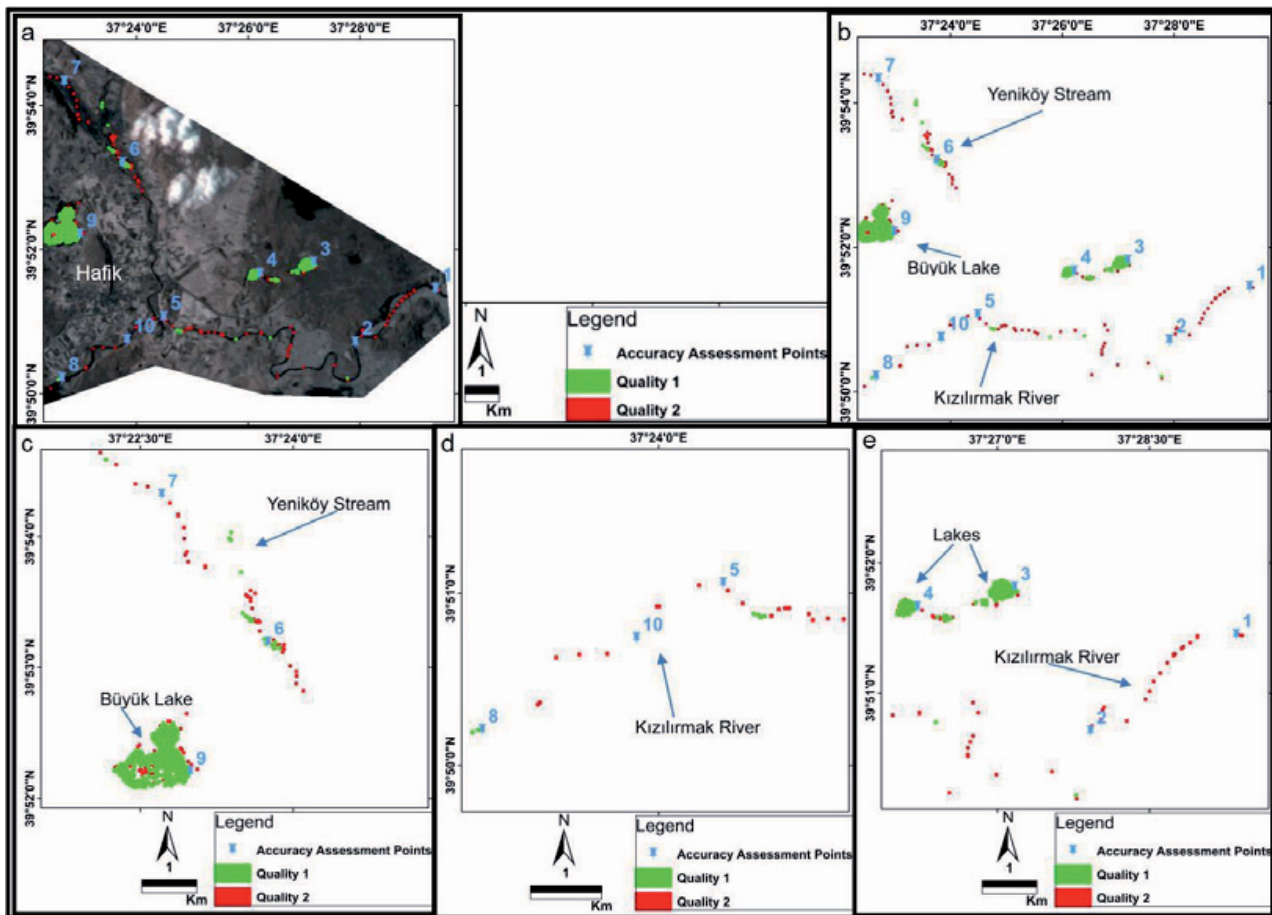 a
37°24'0"E
37°26'0"E
37°28'0"E
39°54'0"N
39°52'0"N
39°50'0"N
7
6
9
Hafik
4
3
5
10
8
2
1
N
1
Km
Legend
Accuracy Assessment Points
Quality 1
Quality 2
b
37°24'0"E
37°26'0"E
37°28'0"E
39°54'0"N
39°52'0"N
39°50'0"N
7
Yeniköy Stream
6
9
Büyük Lake
4
3
5
10
8
2
1
Kızılırmak River
c
37°22'30"E
37°24'0"E
39°54'0"N
39°53'0"N
39°52'0"N
7
Yeniköy Stream
6
Büyük Lake
9
N
1
Km
Legend
Accuracy Assessment Points
Quality 1
Quality 2
d
37°24'0"E
39°51'0"N
39°50'0"N
5
10
8
Kızılırmak River
N
1
Km
Legend
Accuracy Assessment Points
Quality 1
Quality 2
e
37°27'0"E
37°28'30"E
39°52'0"N
39°51'0"N
Lakes
3
4
1
Kızılırmak River
2
N
1
Km
Legend
Accuracy Assessment Points
Quality 1
Quality 2